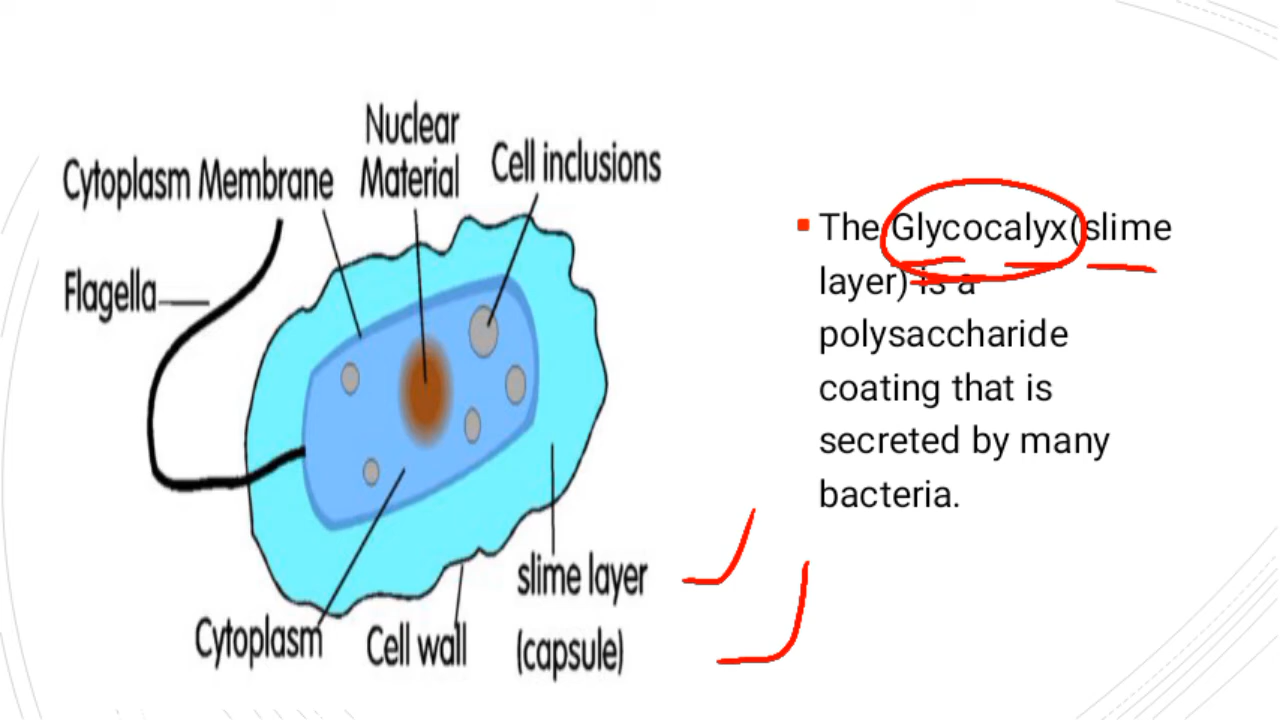 Nuclear
Material
Cytoplasm Membrane
Cell inclusions
Flagella
slime layer
(capsule)
Cytoplasm
Cell wall
The Glycocalyx(slime
layer) is a
polysaccharide
coating that is
secreted by many
bacteria.